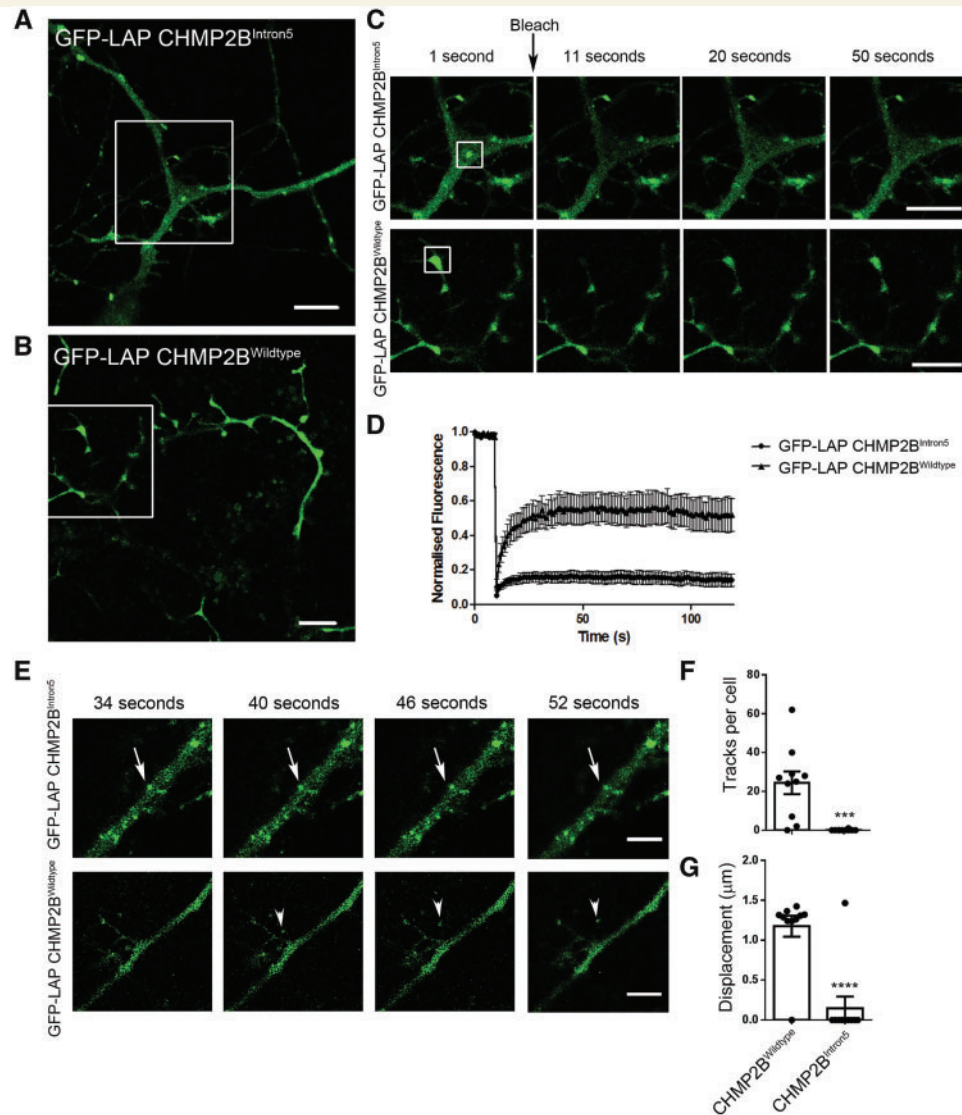 A
GFP-LAP CHMP2B^Intron5
B
GFP-LAP CHMP2B^Wildtype
C
Bleach
1 second 11 seconds 20 seconds 50 seconds
GFP-LAP CHMP2B^Intron5
GFP-LAP CHMP2B^Wildtype
D
Normalised Fluorescence
1.0
0.8
0.6
0.4
0.2
0.0
0 50 100
Time (s)
GFP-LAP CHMP2B^Intron5
GFP-LAP CHMP2B^Wildtype
E
34 seconds 40 seconds 46 seconds 52 seconds
GFP-LAP CHMP2B^Intron5
GFP-LAP CHMP2B^Wildtype
F
Tracks per cell
80
60
40
20
0
***
G
Displacement (μm)
2.0
1.5
1.0
0.5
0.0
****
CHMP2B^Wildtype
CHMP2B^Intron5